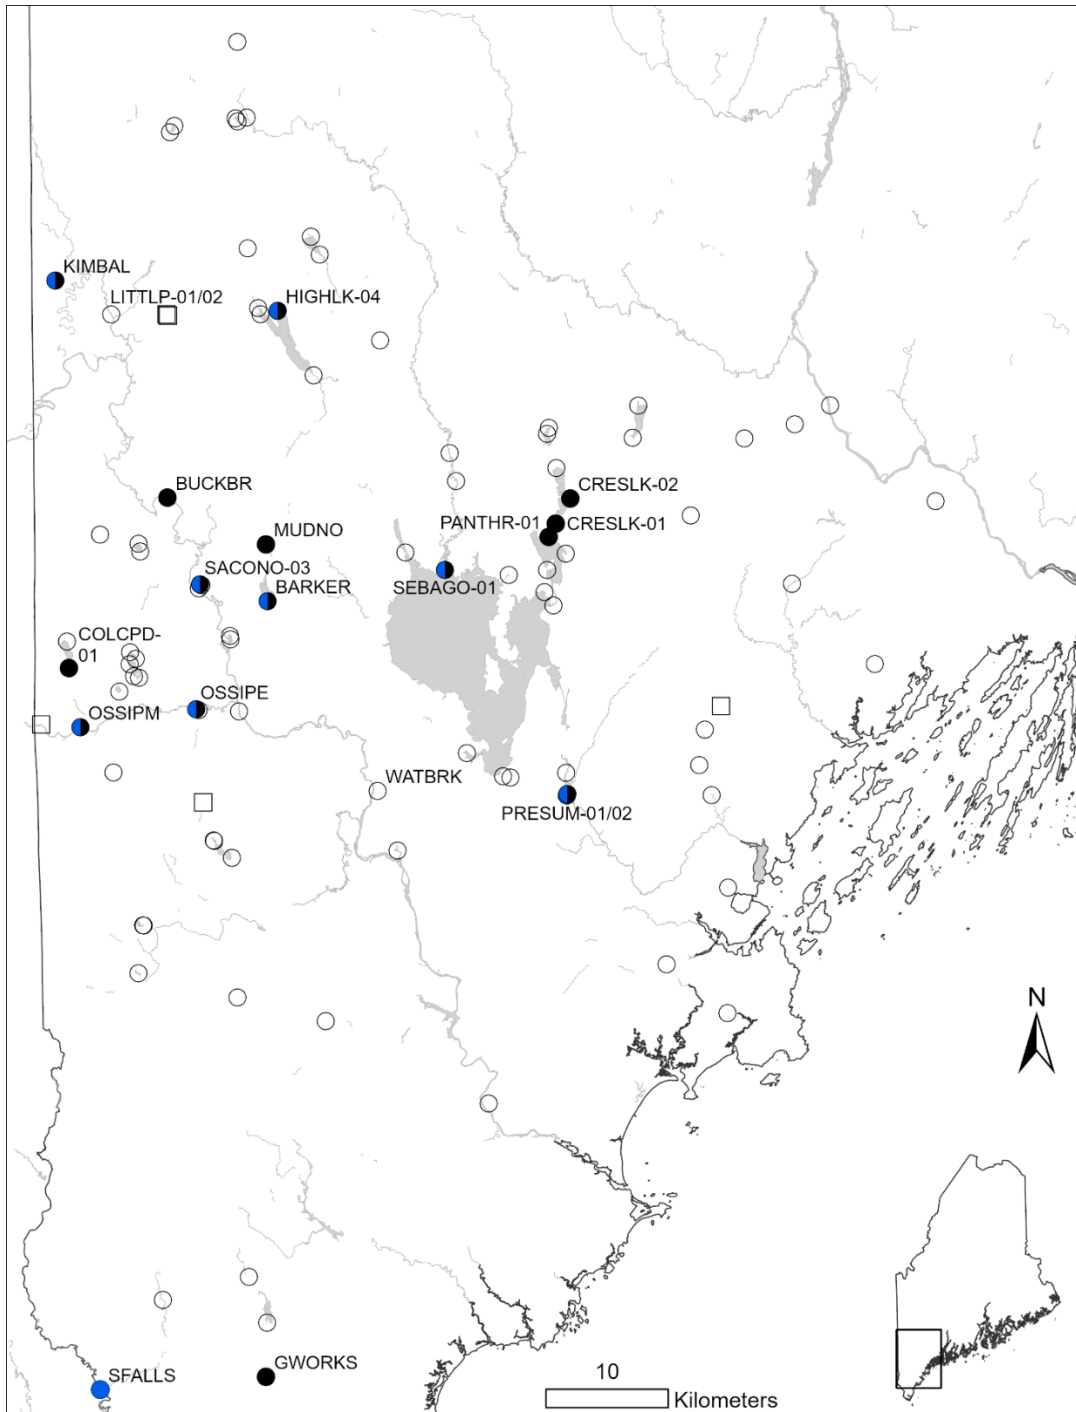 KIMBAL
LITTLP-01/02
HIGHLK-04
BUCKBR
CRESLK-02
PANTHR-01
CRESLK-01
MUDNO
SACONO-03
SEBAGO-01
BARKER
COLCPD-
01
OSSIPE
OSSIPM
WATBRK
PRESUM-01/02
N
SFALLS
GWORKS
10
Kilometers